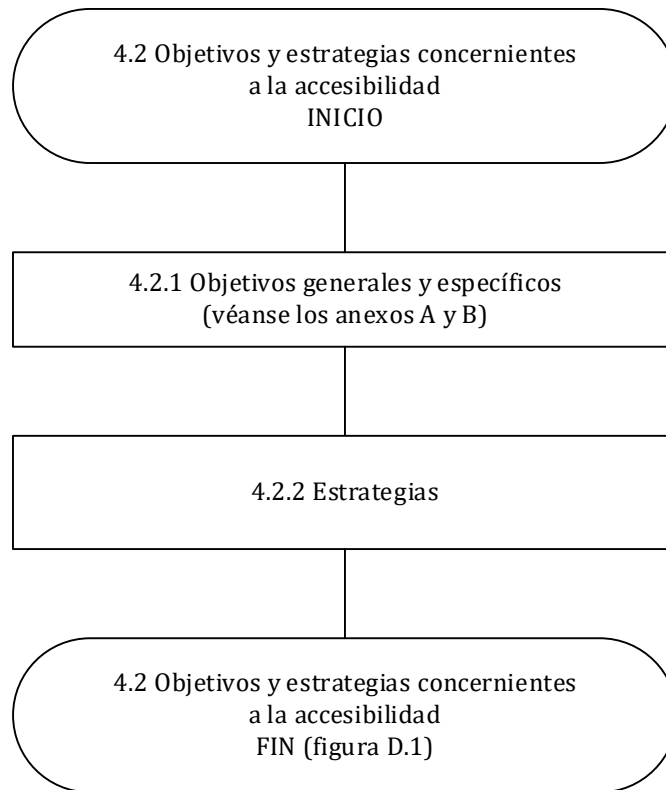 4.2 Objetivos y estrategias concernientes
a la accesibilidad
INICIO
4.2.1 Objetivos generales y específicos
(véanse los anexos A y B)
4.2.2 Estrategias
4.2 Objetivos y estrategias concernientes
a la accesibilidad
FIN (figura D.1)